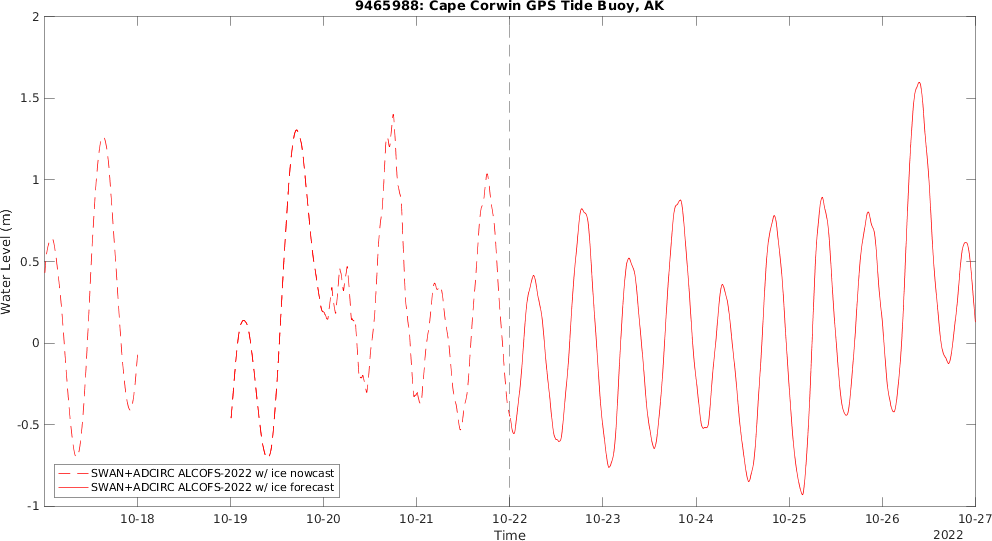 9465988: Cape Corwin GPS Tide Buoy, AK
Water Level (m)
2
1.5
1
0.5
0
-0.5
-1
SWAN+ADCIRC ALCOFS-2022 w/ ice nowcast
SWAN+ADCIRC ALCOFS-2022 w/ ice forecast
10-18 10-19 10-20 10-21 10-22 10-23 10-24 10-25 10-26 10-27
Time
2022